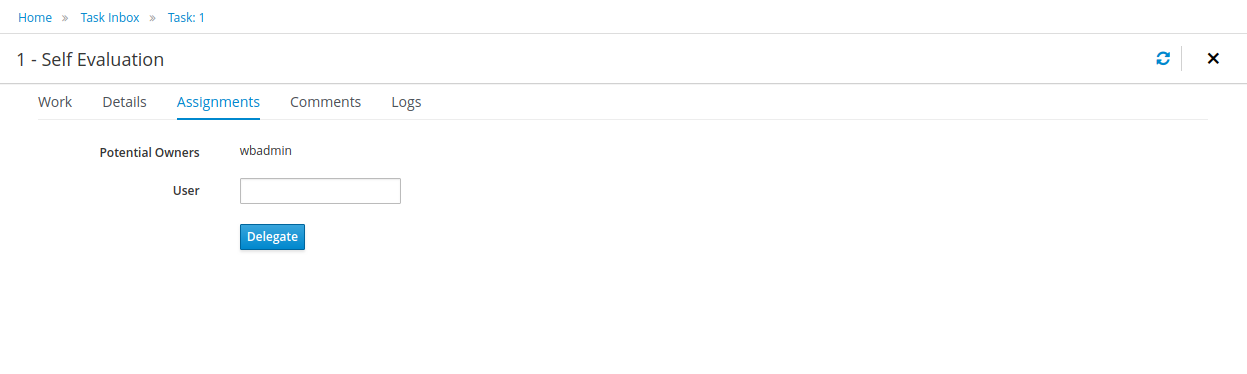 Home » Task Inbox » Task: 1
1 - Self Evaluation
Work Details Assignments Comments Logs
Potential Owners wbadmin
User
Delegate